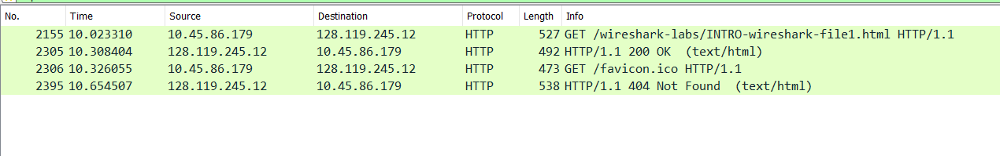 No. Time Source Destination Protocol Length Info
2155 10.023310 10.45.86.179 128.119.245.12 HTTP 527 GET /wireshark-labs/INTRO-wireshark-file1.html HTTP/1.1
2305 10.308404 128.119.245.12 10.45.86.179 HTTP 492 HTTP/1.1 200 OK (text/html)
2306 10.326055 10.45.86.179 128.119.245.12 HTTP 473 GET /favicon.ico HTTP/1.1
2395 10.654507 128.119.245.12 10.45.86.179 HTTP 538 HTTP/1.1 404 Not Found (text/html)